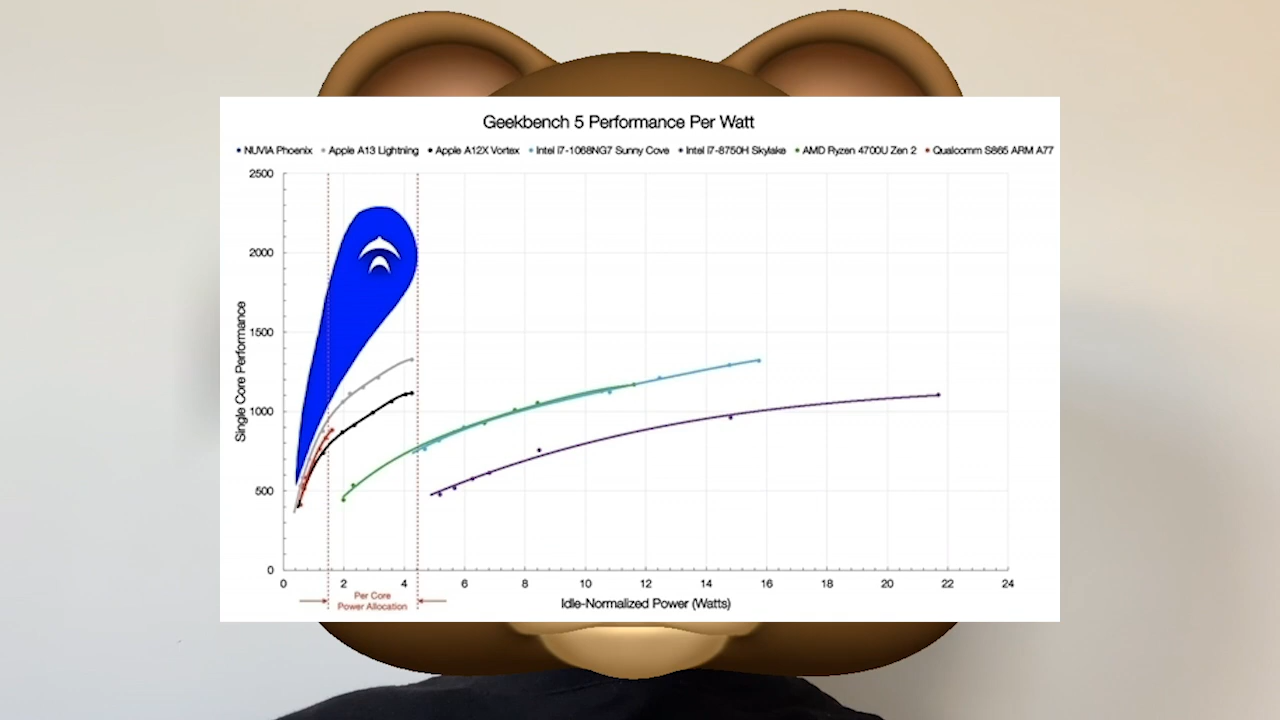 Geekbench 5 Performance Per Watt
NUVIA Phoenix Apple A13 Lightning Apple A12X Vortex Intel i7-1068NG7 Sunny Cove Intel i7-8750H Skylake AMD Ryzen 4700U Zen 2 Qualcomm S865 ARM A77
2500
2000
1500
1000
500
0
Single Core Performance
0 2 4 6 8 10 12 14 16 18 20 22 24
Per Core
Power Allocation
Idle-Normalized Power (Watts)